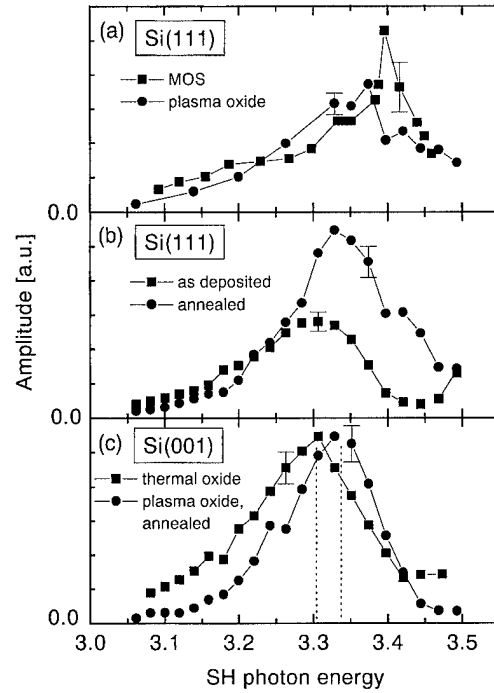 (a) Si(111)
MOS
plasma oxide
0.0
(b) Si(111)
as deposited
annealed
Amplitude [a.u.]
0.0
(c) Si(001)
thermal oxide
plasma oxide,
annealed
0.0
3.0 3.1 3.2 3.3 3.4 3.5
SH photon energy